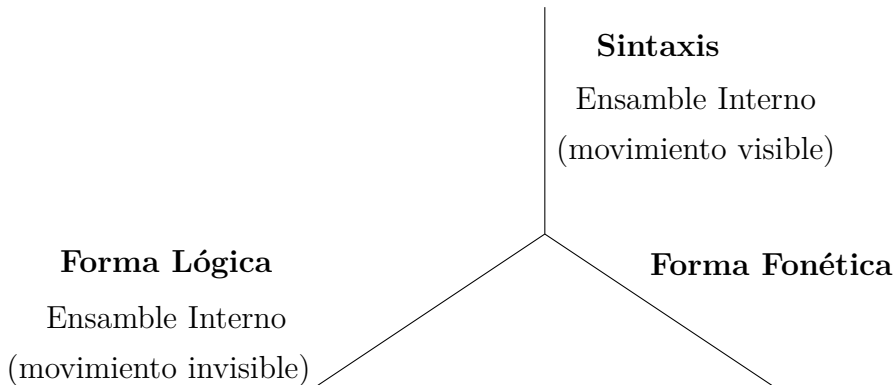 Sintaxis
Ensamble Interno
(movimiento visible)
Forma Lógica
Ensamble Interno
(movimiento invisible)
Forma Fonética